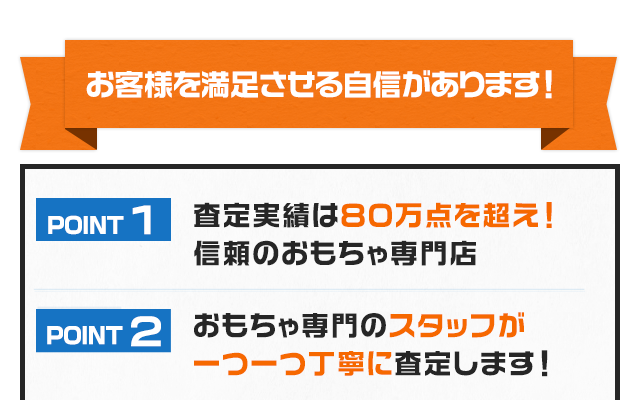 お客様を満足させる自信があります!
POINT 1
査定実績は80万点を超え!
信頼のおもちゃ専門店
POINT 2
おもちゃ専門のスタッフが
一つ一つ丁寧に査定します!